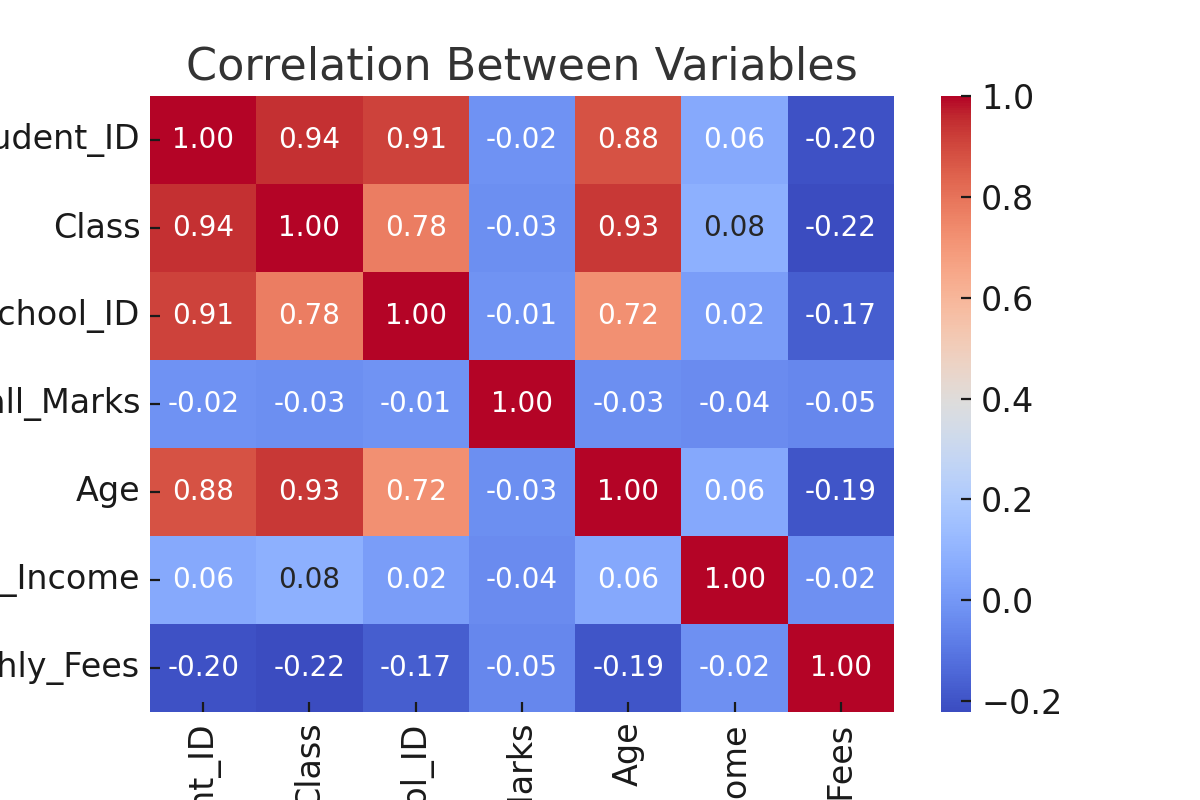 Correlation Between Variables
udent_ID 1.00 0.94 0.91 -0.02 0.88 0.06 -0.20
Class 0.94 1.00 0.78 -0.03 0.93 0.08 -0.22
chool_ID 0.91 0.78 1.00 -0.01 0.72 0.02 -0.17
all_Marks -0.02 -0.03 -0.01 1.00 -0.03 -0.04 -0.05
Age 0.88 0.93 0.72 -0.03 1.00 0.06 -0.19
_Income 0.06 0.08 0.02 -0.04 0.06 1.00 -0.02
hly_Fees -0.20 -0.22 -0.17 -0.05 -0.19 -0.02 1.00
nt_ID
Class
ol_ID
Marks
Age
ome
Fees
1.0
0.8
0.6
0.4
0.2
0.0
−0.2